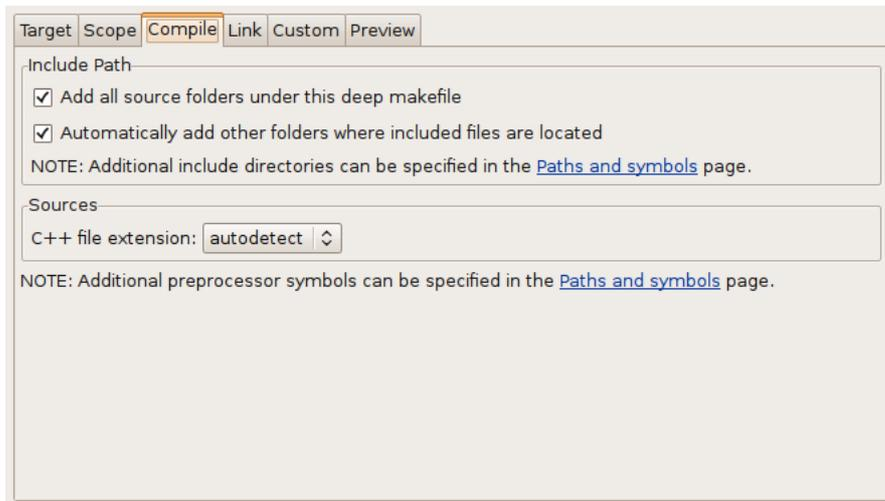 Target Scope Compile Link Custom Preview
Include Path
Add all source folders under this deep makefile
Automatically add other folders where included files are located
NOTE: Additional include directories can be specified in the Paths and symbols page.
Sources
C++ file extension: autodetect
NOTE: Additional preprocessor symbols can be specified in the Paths and symbols page.